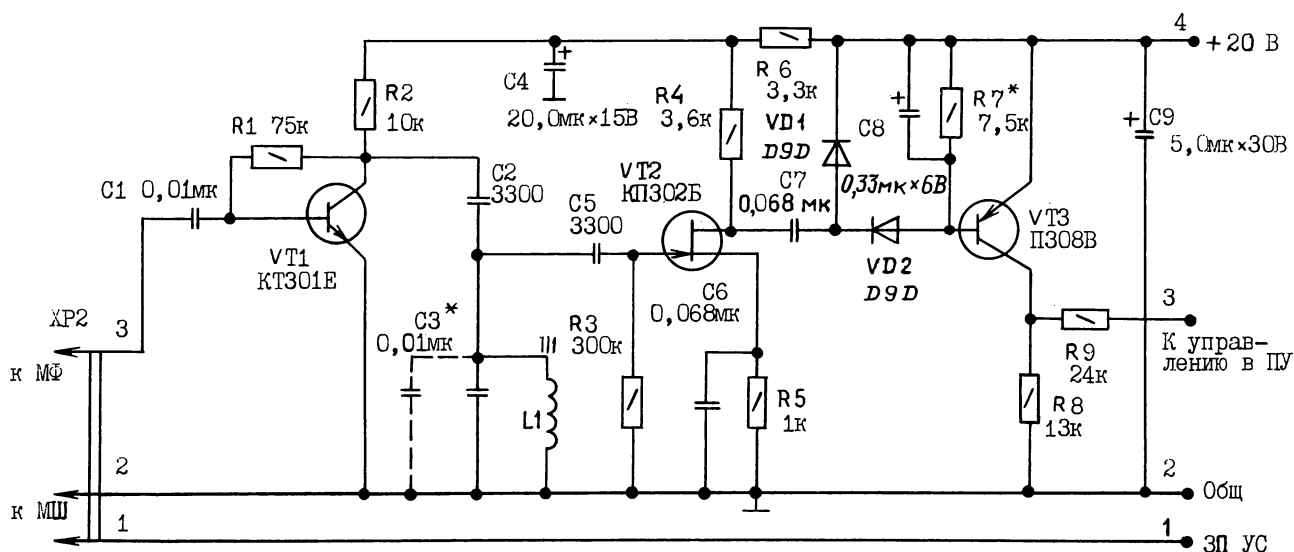 4
+20 В
R2
10к
C4
20,0мк×15В
R4
3,6к
R6
3,3к
VD1
Д9Д
C8
0,33мк×6В
R7*
7,5к
C9
5,0мк×30В
R1 75к
C1 0,01мк
VT1
КТ301Е
C2
3300
C5
3300
VT2
КП302Б
C7
0,068 мк
VD2
Д9Д
VT3
П308В
C6
0,068мк
ХР2
3
к МФ
C3*
0,01мк
L1
R3
300к
R5
1к
3
К управ-
лению в ПУ
R9
24к
R8
13к
2
к МШ
1
2
Общ
1
ЗП УС